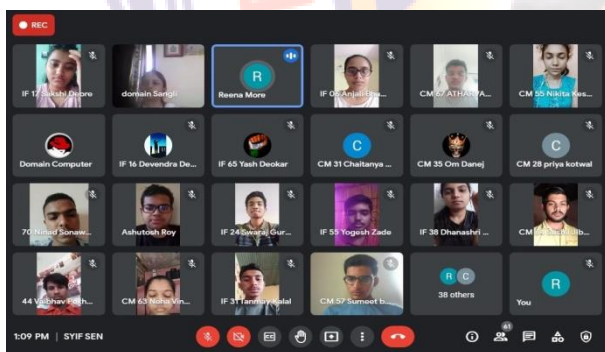 REC
IF 17 Sakshi Deore
domain Sangli
Reena More
IF 06 Anjali Bha...
CM 67 ATHARVA...
CM 55 Nikita Kes...
Domain Computer
IF 16 Devendra De...
IF 65 Yash Deokar
CM 31 Chaitanya ...
CM 35 Om Danej
CM 28 priya kotwal
70 Ninad Sonaw...
Ashutosh Roy
IF 24 Swaraj Gur...
IF 55 Yogesh Zade
IF 38 Dhanashri ...
CM
44 Vaibhav
CM 63 Neha Vin...
IF 31 Tanmay Kalal
CM 57 Sumeet b...
R C
38 others
R
You
1:09 PM | SYIF SEN
CC
61